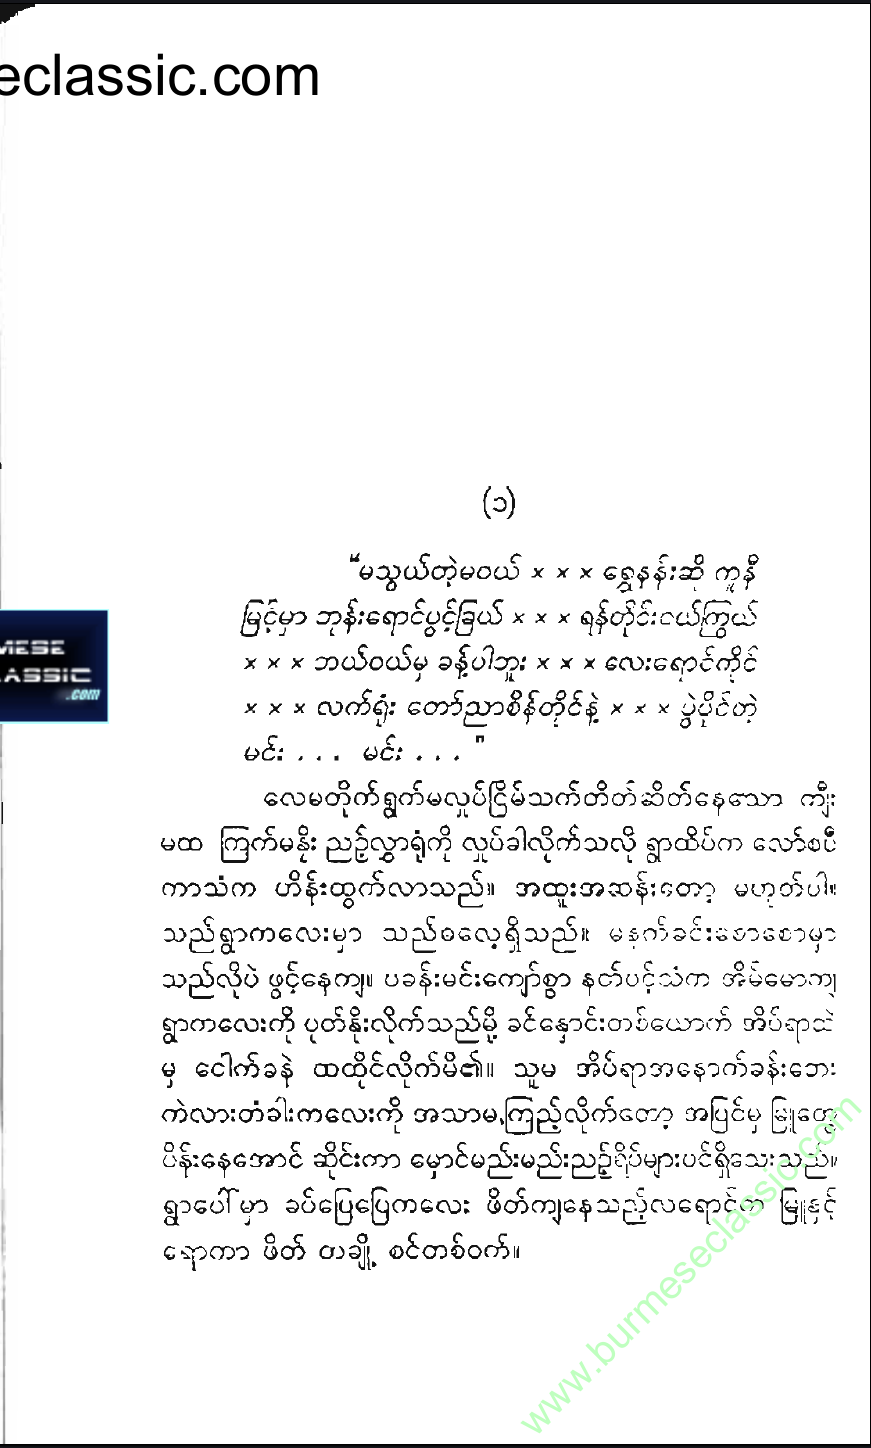 eclassic.com
(၁)
“မသွယ်တဲ့မဝယ် × × × ရွှေနန်းဆို ကူနီ
မြင့်မှာ ဘုန်းရောင်ပွင့်ခြယ် × × × ရန်တိုင်းငယ်ကြွယ်
× × × ဘယ်ဝယ်မှ ခန့်ပါဘူး × × × လေးရောင်ကိုင်
× × × လက်ရုံး တော်ညာစိန်တိုင်နဲ့ × × × ပွဲပိုင်တဲ့
မင်း . . . မင်း . . . ”
လေမတိုက်ရွက်မလှုပ်ငြိမ်သက်တိတ်ဆိတ်နေသော ကျီး
မထ ကြက်မနိုး ညဉ့်လွှာရုံကို လှုပ်ခါလိုက်သလို ရွာထိပ်က လော်စပီ
ကာသံက ဟိန်းထွက်လာသည်။ အထူးအဆန်းတော့ မဟုတ်ပါ။
သည်ရွာကလေးမှာ သည်ဓလေ့ရှိသည်။ မနက်ခင်းစောစောမှာ
သည်လိုပဲ ဖွင့်နေကျ။ ပခန်းမင်းကျော်စွာ နတ်ပင့်သံက အိမ်မောကျ
ရွာကလေးကို ပုတ်နိုးလိုက်သည်မို့ ခင်နှောင်းတစ်ယောက် အိပ်ရာထဲ
မှ ငေါက်ခနဲ ထထိုင်လိုက်မိ၏။ သူမ အိပ်ရာအနောက်ခန်းဘေး
ကဲလားတံခါးကလေးကို အသာမ,ကြည့်လိုက်တော့ အပြင်မှ မြူတွေ
ပိန်းနေအောင် ဆိုင်းကာ မှောင်မည်းမည်းညဉ့်ရိပ်များပင်ရှိသေးသည်။
ရွာပေါ်မှာ ခပ်ပြေပြေကလေး ဖိတ်ကျနေသည့်လရောင်က မြူနှင့်
ရောကာ ဖိတ် တချို့ စင်တစ်ဝက်။
MESE
LASSIC
.com
www.burmeseclassic.com